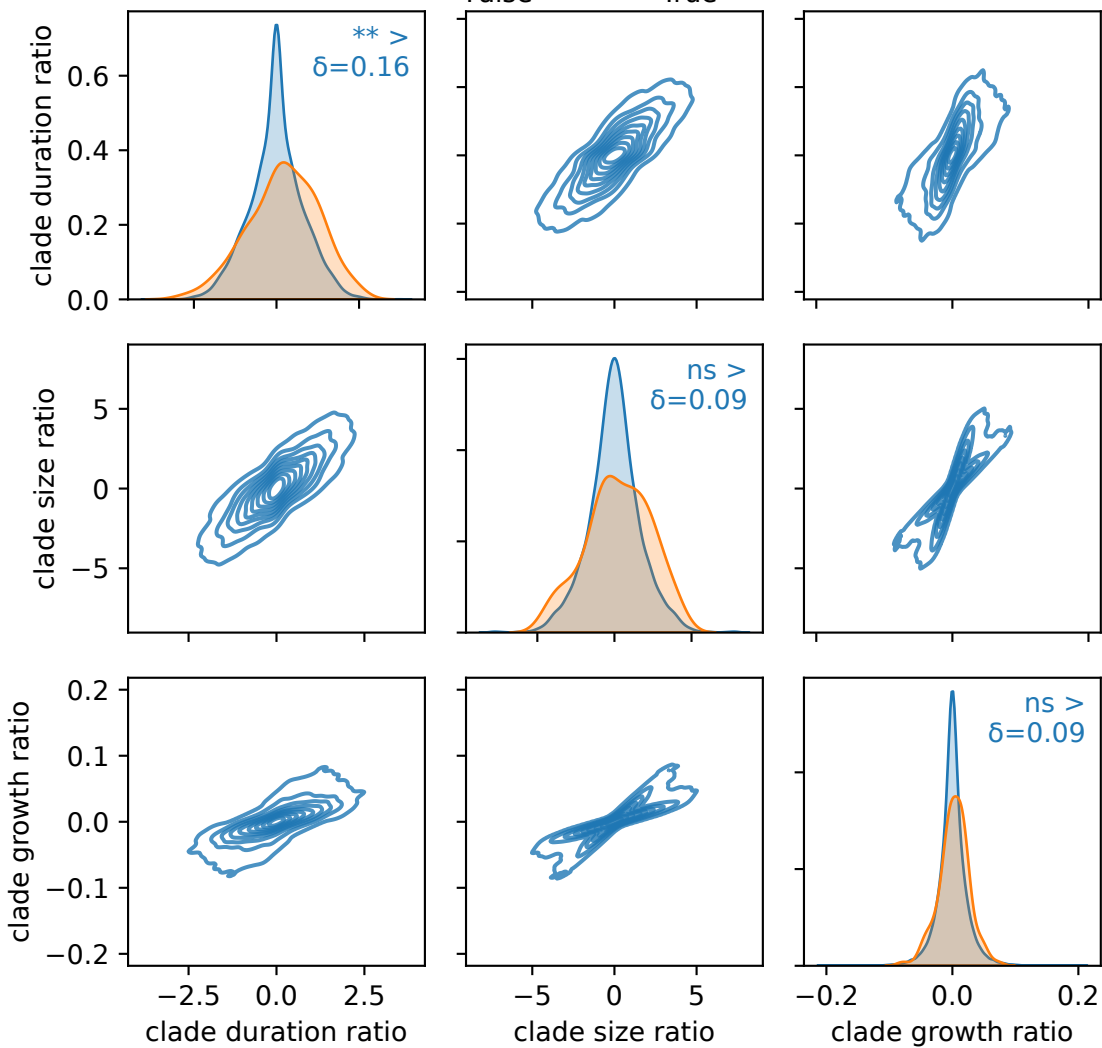 clade duration ratio
0.6
0.4
0.2
0.0
** >
δ=0.16
clade size ratio
5
0
−5
ns >
δ=0.09
clade growth ratio
0.2
0.1
0.0
−0.1
−0.2
ns >
δ=0.09
−2.5 0.0 2.5
−5 0 5
−0.2 0.0 0.2
clade duration ratio
clade size ratio
clade growth ratio